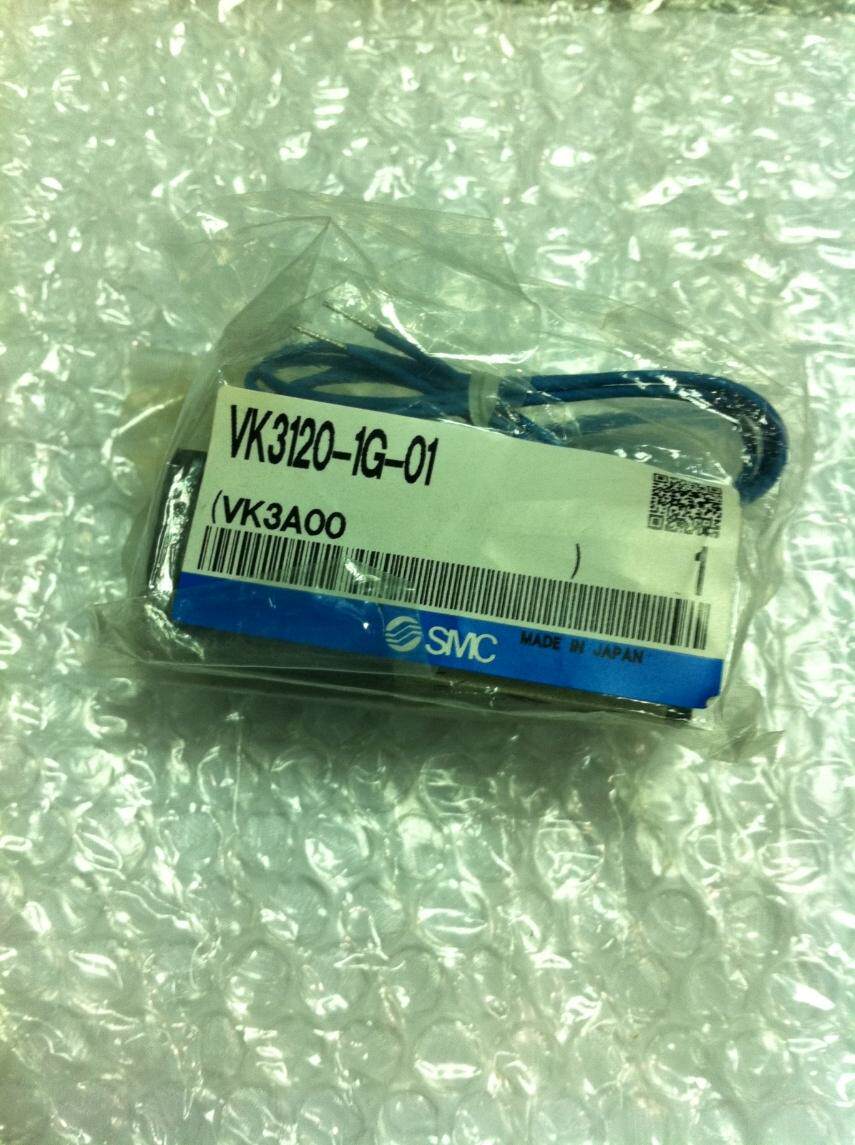 VK3120-1G-01
(VK3A00 )
1
SMC MADE IN JAPAN